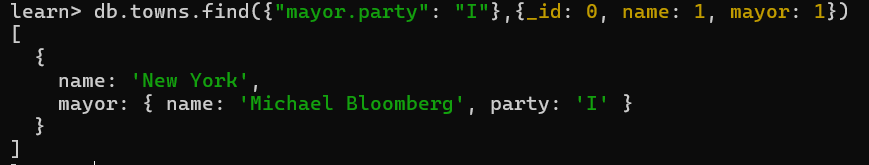 learn> db.towns.find({"mayor.party": "I"},{_id: 0, name: 1, mayor: 1})
[
  {
    name: 'New York',
    mayor: { name: 'Michael Bloomberg', party: 'I' }
  }
]